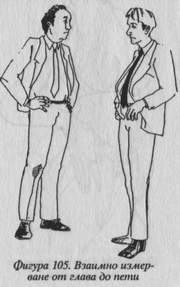 Фигура 105. Взаимно измер-
ване от глава до пети